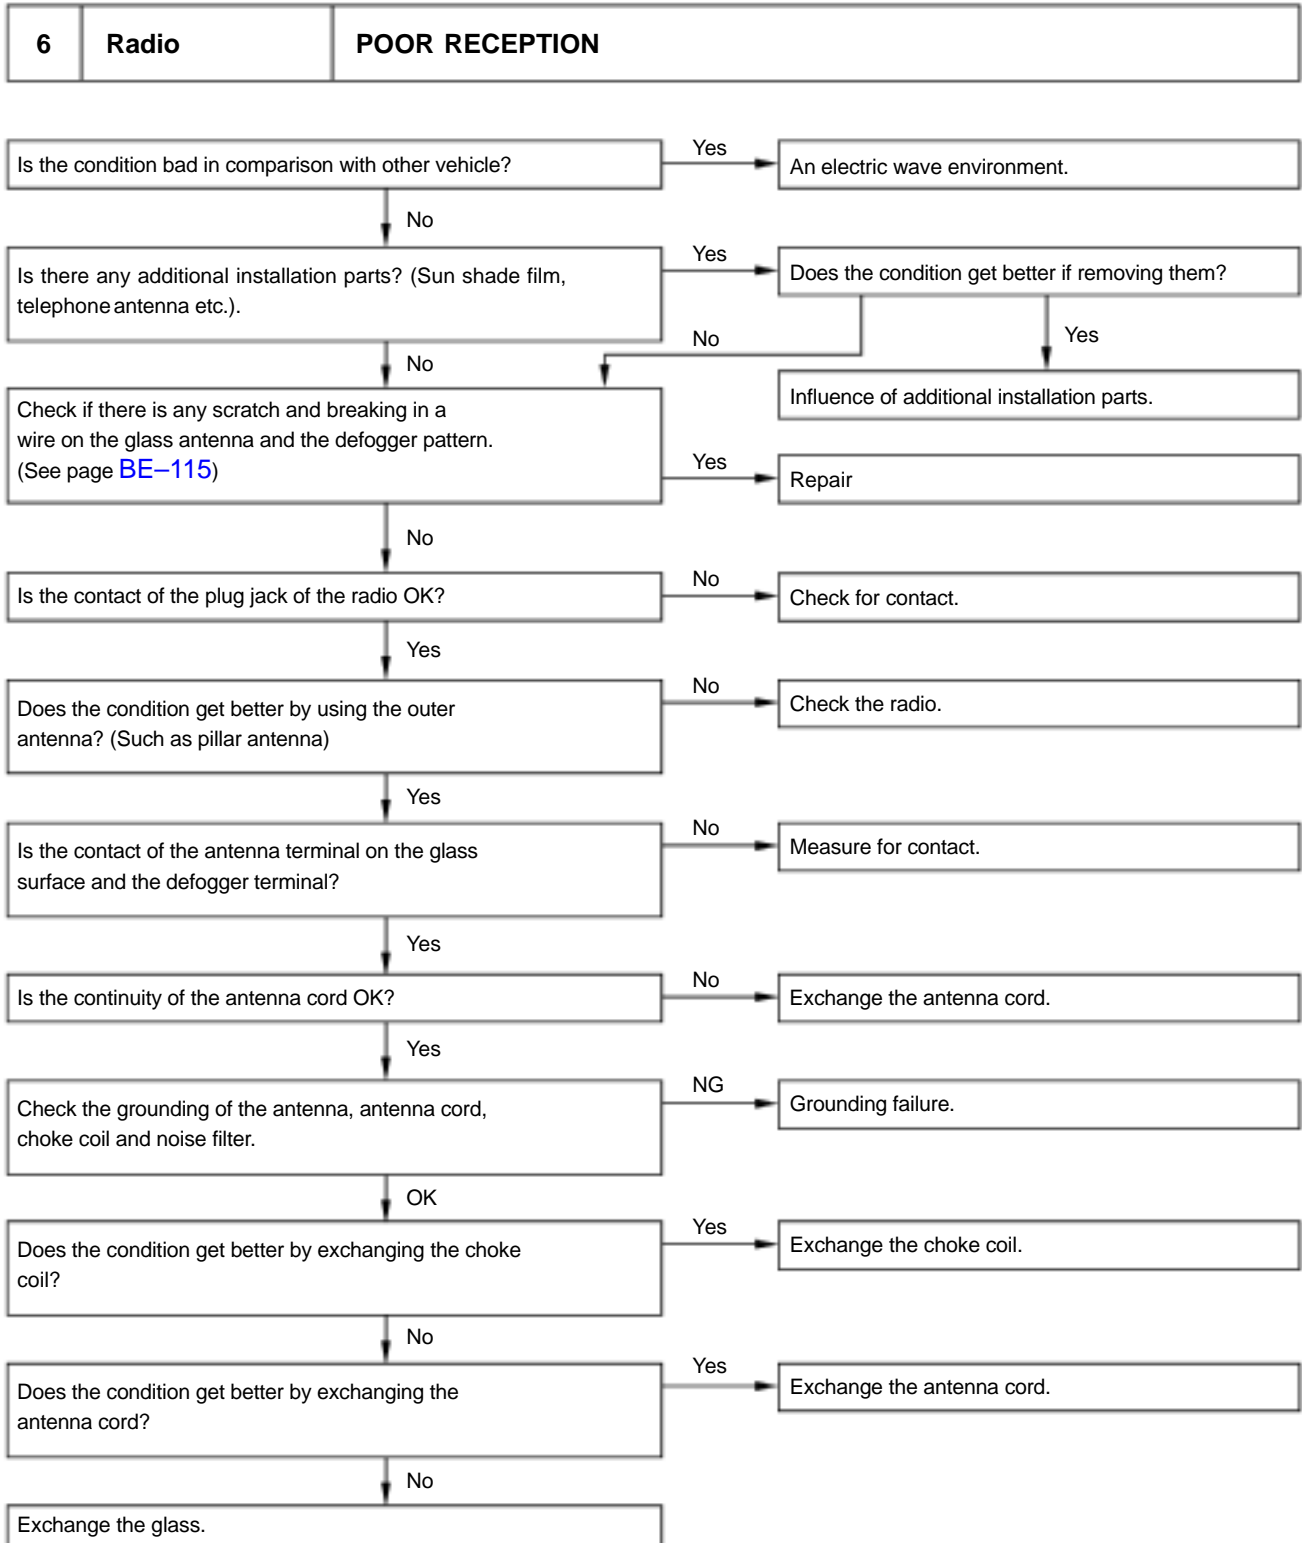 6 Radio POOR RECEPTION
Is the condition bad in comparison with other vehicle?
Yes
An electric wave environment.
No
Is there any additional installation parts? (Sun shade film,
telephone antenna etc.).
Yes
Does the condition get better if removing them?
No
Yes
Influence of additional installation parts.
No
Check if there is any scratch and breaking in a
wire on the glass antenna and the defogger pattern.
(See page BE–115)
Yes
Repair
No
Is the contact of the plug jack of the radio OK?
No
Check for contact.
Yes
Does the condition get better by using the outer
antenna? (Such as pillar antenna)
No
Check the radio.
Yes
Is the contact of the antenna terminal on the glass
surface and the defogger terminal?
No
Measure for contact.
Yes
Is the continuity of the antenna cord OK?
No
Exchange the antenna cord.
Yes
Check the grounding of the antenna, antenna cord,
choke coil and noise filter.
NG
Grounding failure.
OK
Does the condition get better by exchanging the choke
coil?
Yes
Exchange the choke coil.
No
Does the condition get better by exchanging the
antenna cord?
Yes
Exchange the antenna cord.
No
Exchange the glass.